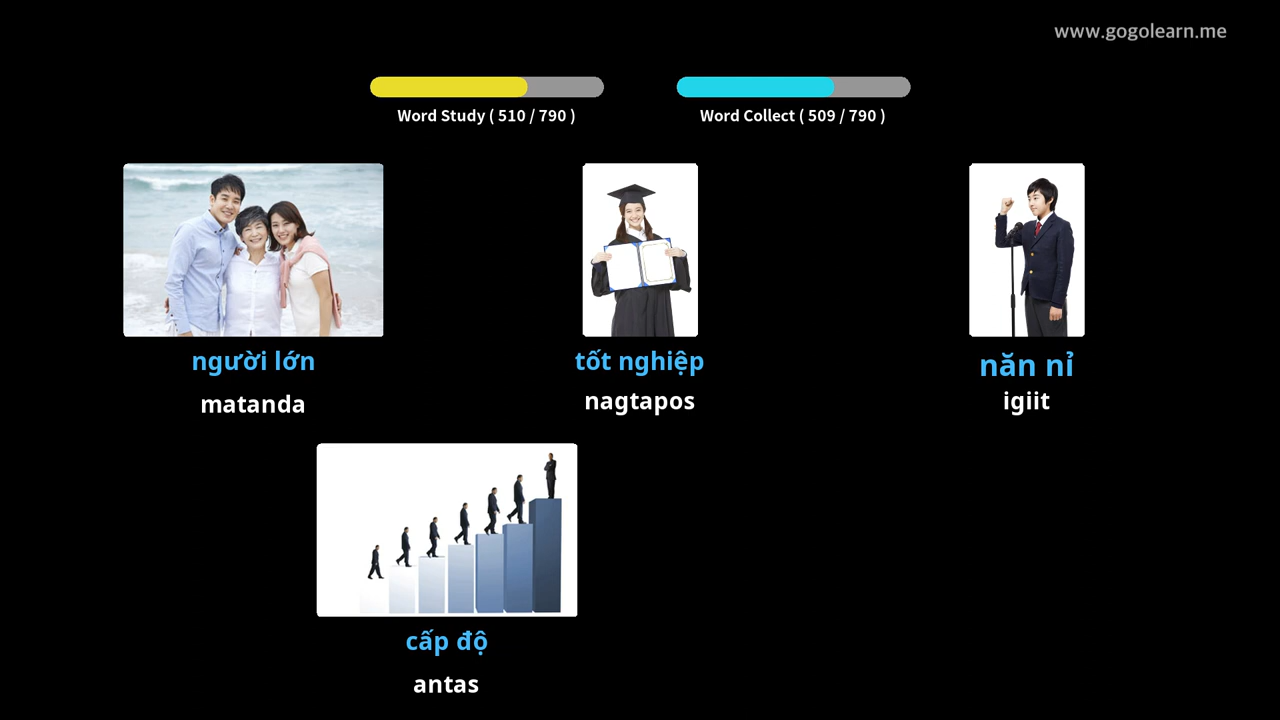 www.gogolearn.me
Word Study ( 510 / 790 )
Word Collect ( 509 / 790 )
người lớn
matanda
tốt nghiệp
nagtapos
năn nỉ
igiit
cấp độ
antas